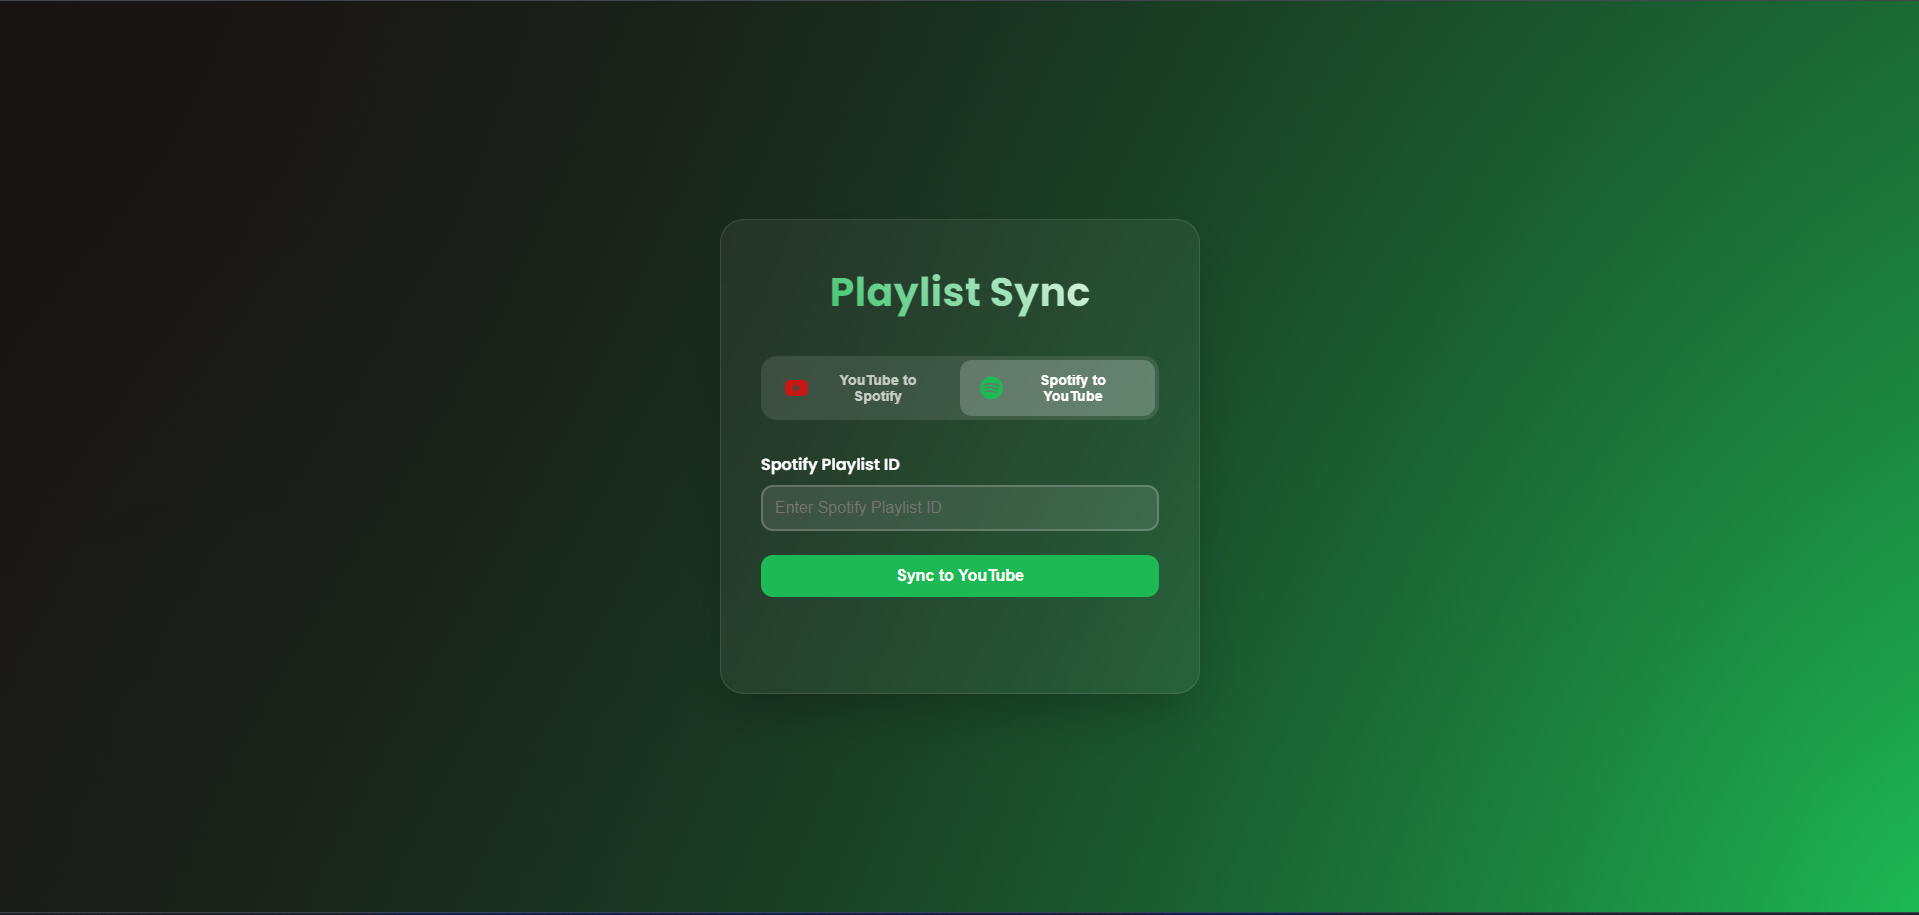 Playlist Sync
YouTube to
Spotify
Spotify to
YouTube
Spotify Playlist ID
Enter Spotify Playlist ID
Sync to YouTube